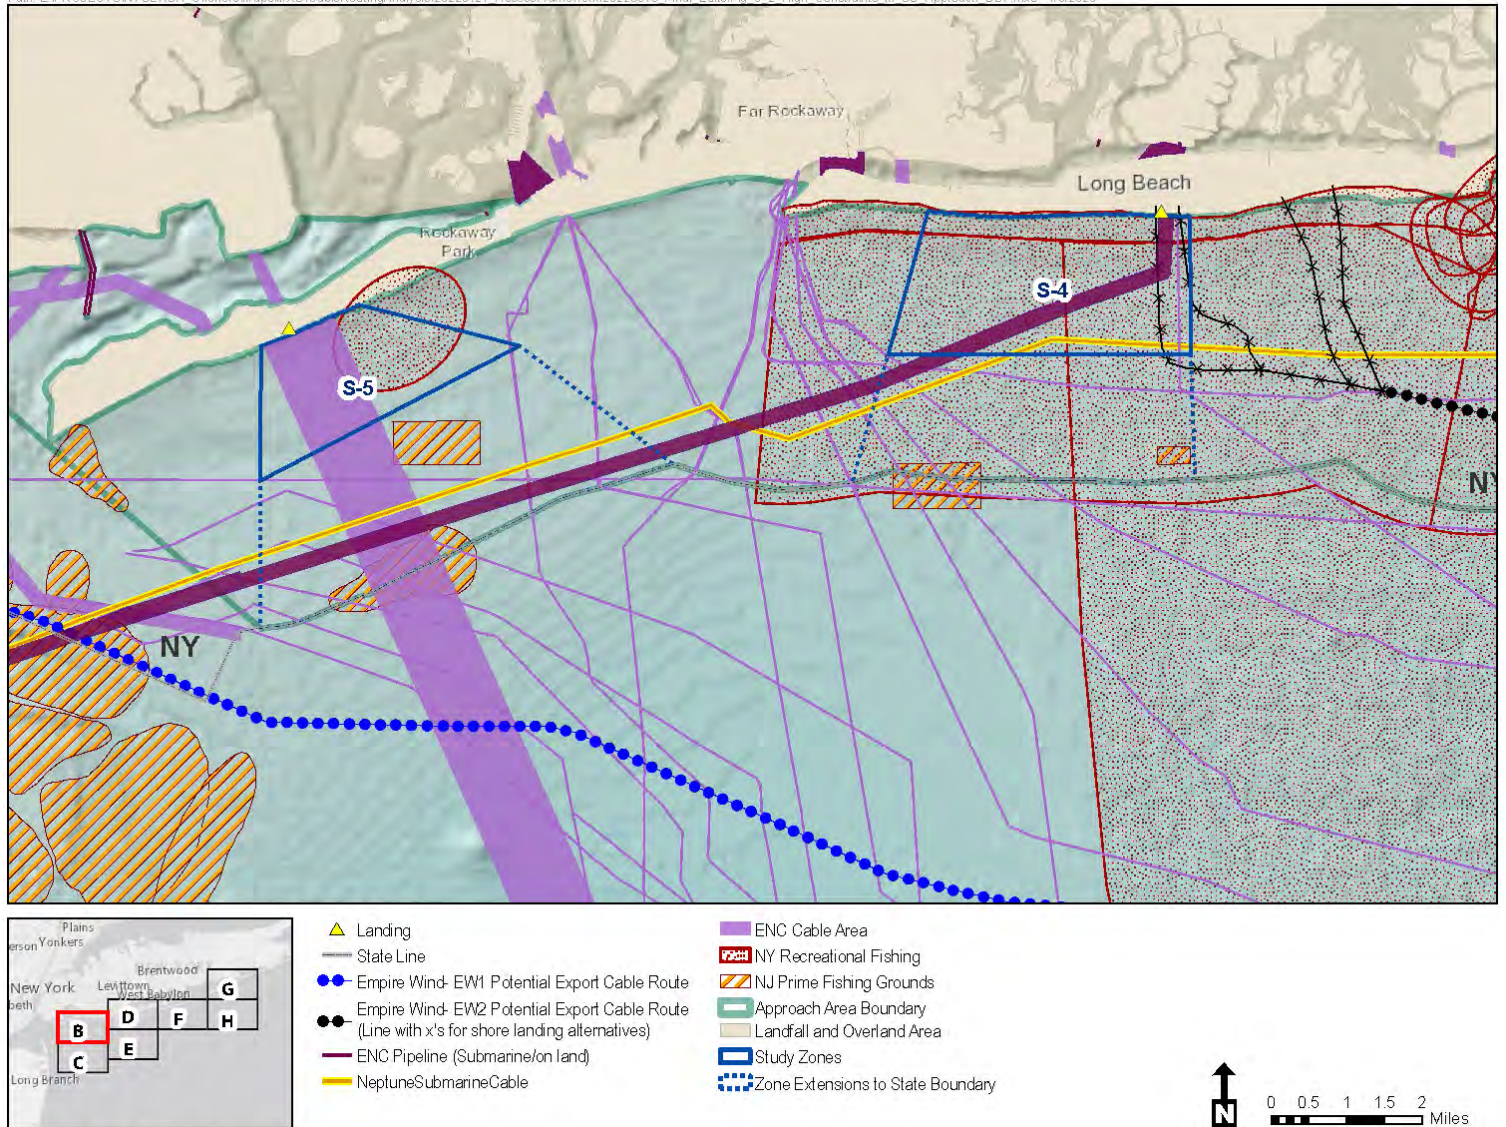 Far Rockaway
Long Beach
Rockaway
Park
S-4
S-5
NY
NY
Plains
erson Yonkers
Brentwood
New York
Levittown
beth
West Babylon
G
D
F
H
B
E
C
Long Branch
Landing
State Line
Empire Wind- EW1 Potential Export Cable Route
Empire Wind- EW2 Potential Export Cable Route
(Line with x's for shore landing alternatives)
ENC Pipeline (Submarine/on land)
NeptuneSubmarineCable
ENC Cable Area
NY Recreational Fishing
NJ Prime Fishing Grounds
Approach Area Boundary
Landfall and Overland Area
Study Zones
Zone Extensions to State Boundary
N
0 0.5 1 1.5 2
Miles